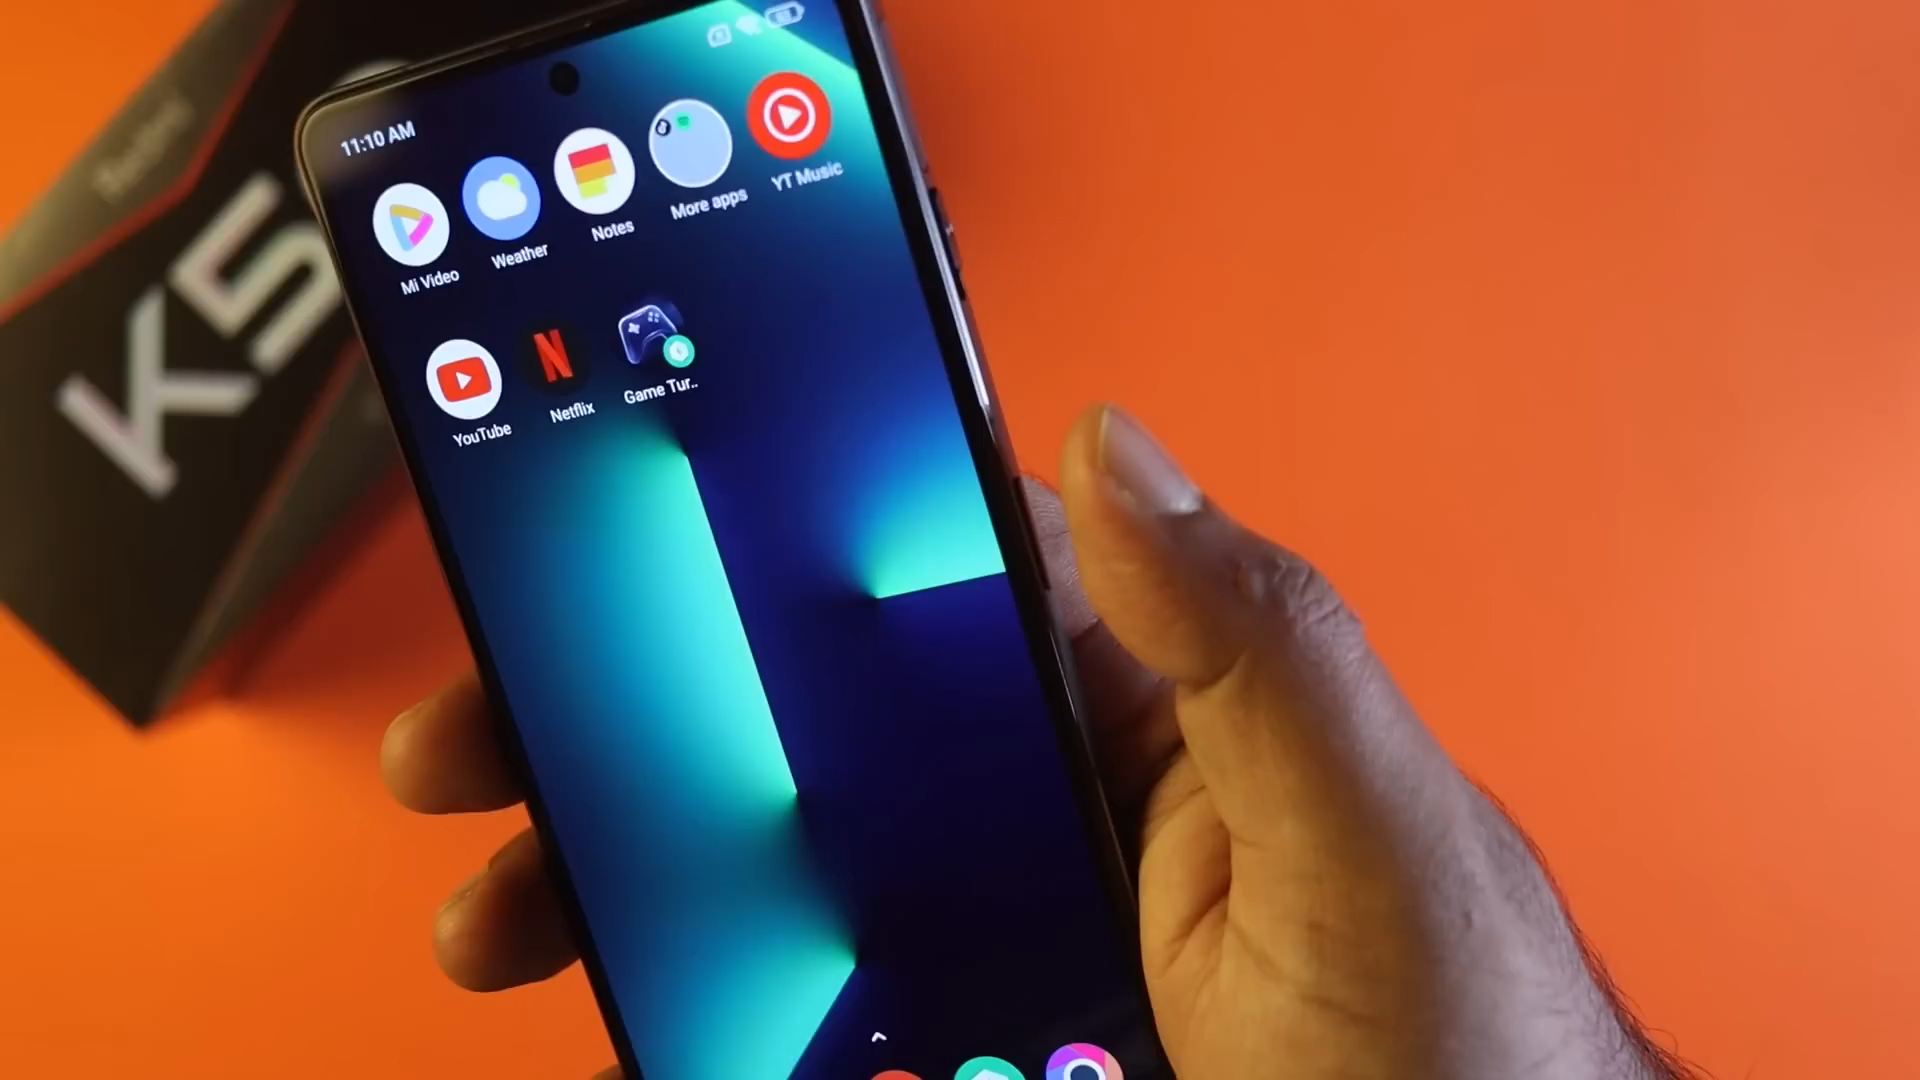 11:10 AM
Mi Video
Weather
Notes
More apps
YT Music
YouTube
Netflix
Game Tur..
K5